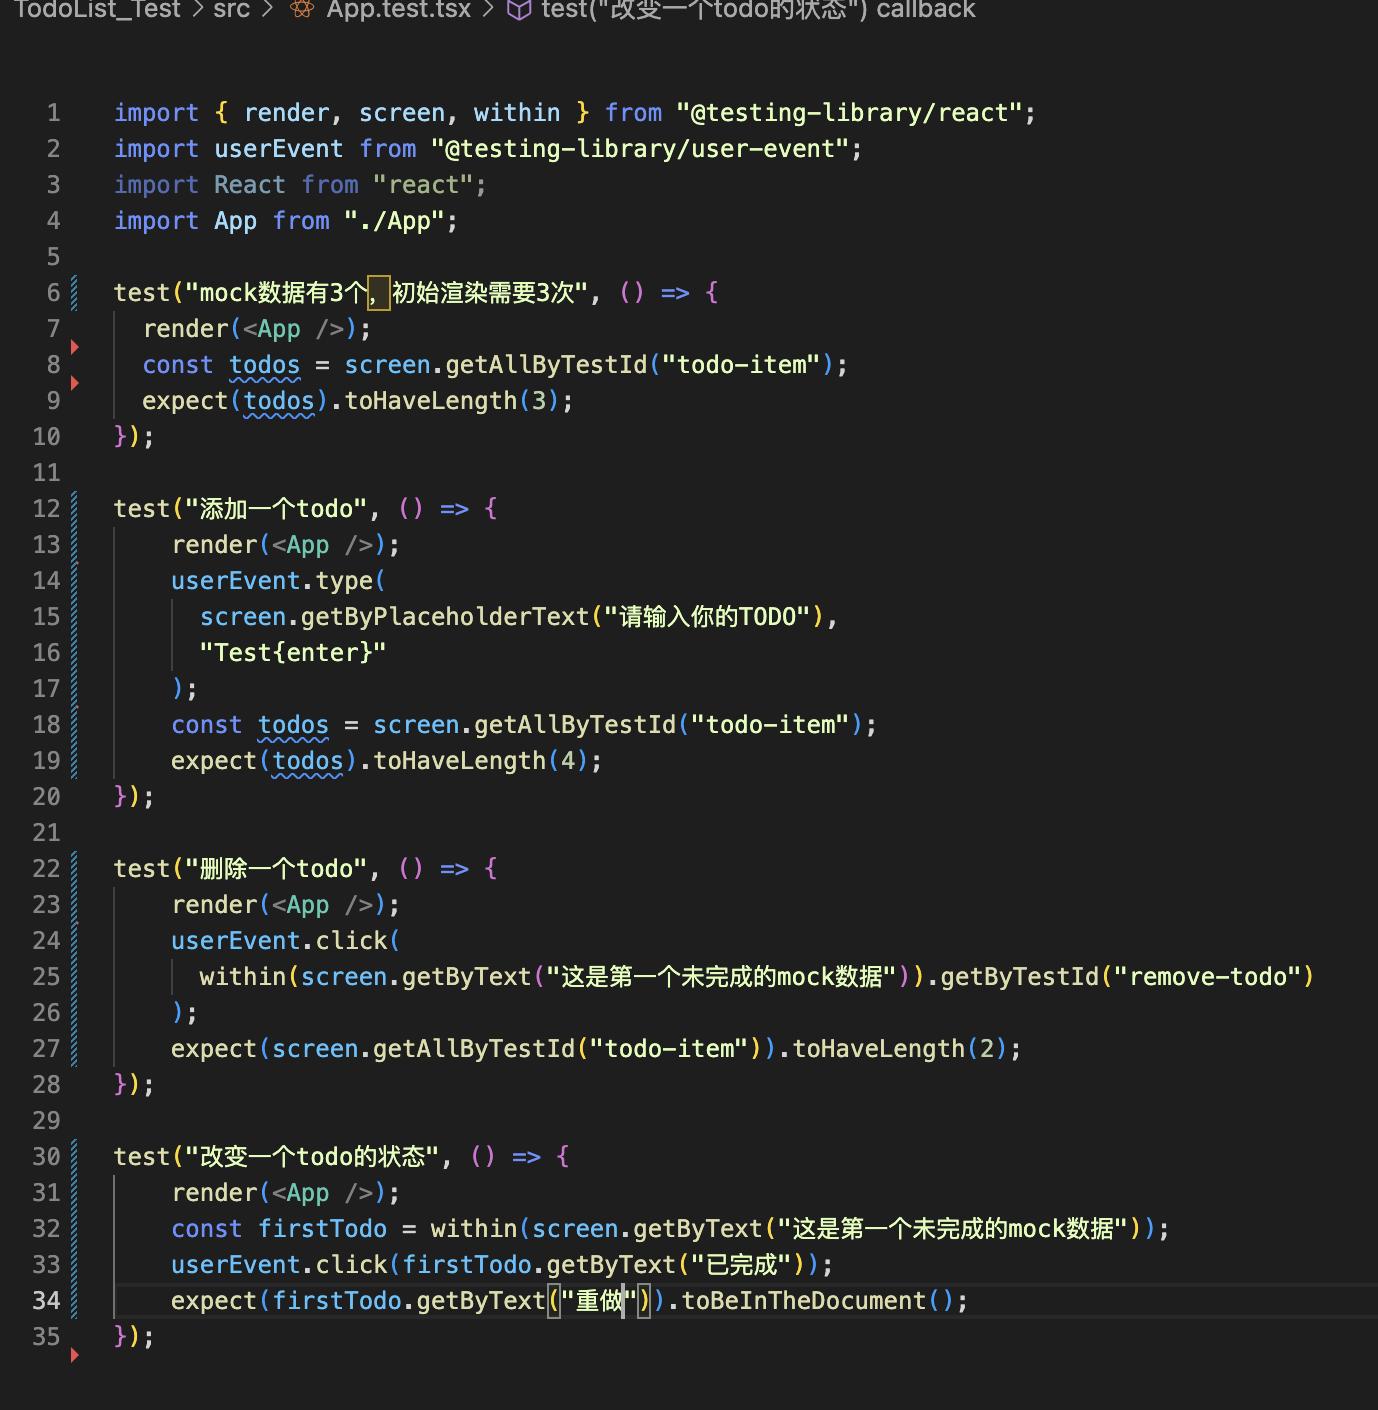 TodoList_Test > src > App.test.tsx > test("改变一个todo的状态") callback
1 import { render, screen, within } from "@testing-library/react";
2 import userEvent from "@testing-library/user-event";
3 import React from "react";
4 import App from "./App";
5
6 test("mock数据有3个，初始渲染需要3次", () => {
7 render(<App />);
8 const todos = screen.getAllByTestId("todo-item");
9 expect(todos).toHaveLength(3);
10 });
11
12 test("添加一个todo", () => {
13 render(<App />);
14 userEvent.type(
15 screen.getByPlaceholderText("请输入你的TODO"),
16 "Test{enter}"
17 );
18 const todos = screen.getAllByTestId("todo-item");
19 expect(todos).toHaveLength(4);
20 });
21
22 test("删除一个todo", () => {
23 render(<App />);
24 userEvent.click(
25 within(screen.getByText("这是第一个未完成的mock数据")).getByTestId("remove-todo")
26 );
27 expect(screen.getAllByTestId("todo-item")).toHaveLength(2);
28 });
29
30 test("改变一个todo的状态", () => {
31 render(<App />);
32 const firstTodo = within(screen.getByText("这是第一个未完成的mock数据"));
33 userEvent.click(firstTodo.getByText("已完成"));
34 expect(firstTodo.getByText("重做")).toBeInTheDocument();
35 });